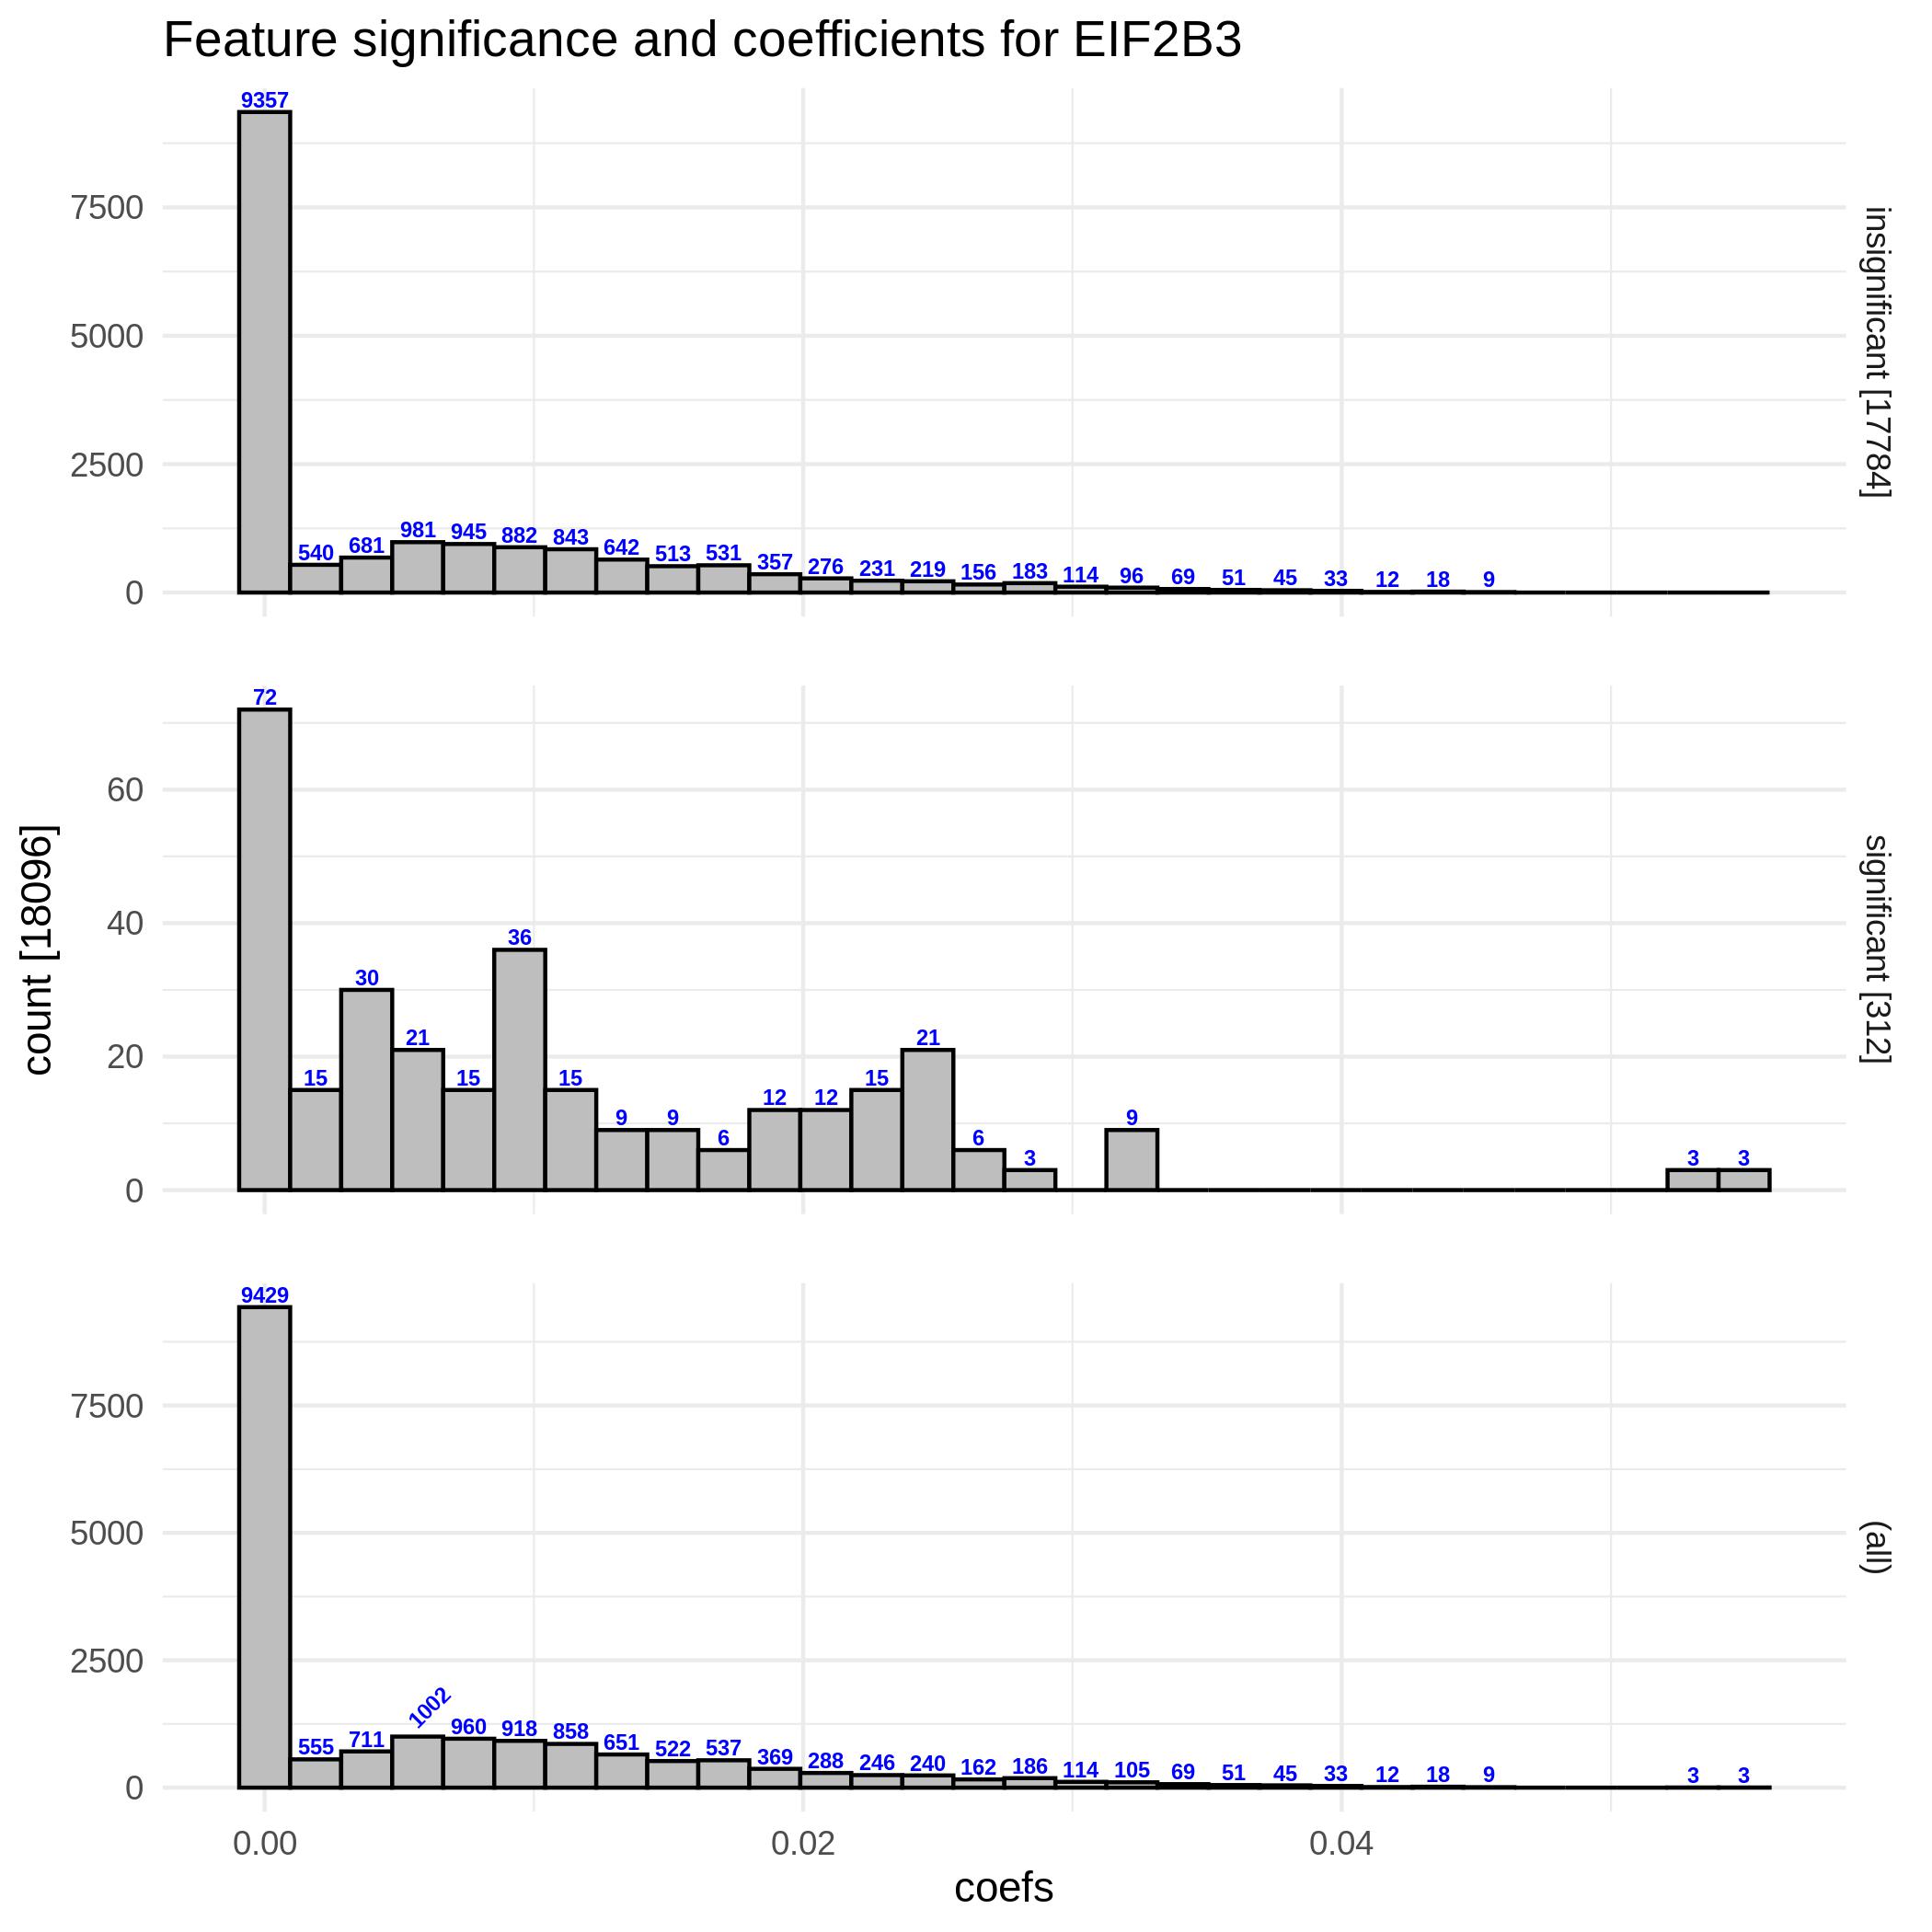 Feature significance and coefficients for EIF2B3
9357
7500
5000
2500
0
540 681 981 945 882 843 642 513 531 357 276 231 219 156 183 114 96 69 51 45 33 12 18 9
insignificant [17784]
72
60
40
20
0
15 30 21 15 36 15 9 9 6 12 12 15 21 6 3 9 3 3
significant [312]
count [18096]
9429
7500
5000
2500
0
555 711 1002 960 918 858 651 522 537 369 288 246 240 162 186 114 105 69 51 45 33 12 18 9 3 3
(all)
0.00 0.02 0.04
coefs